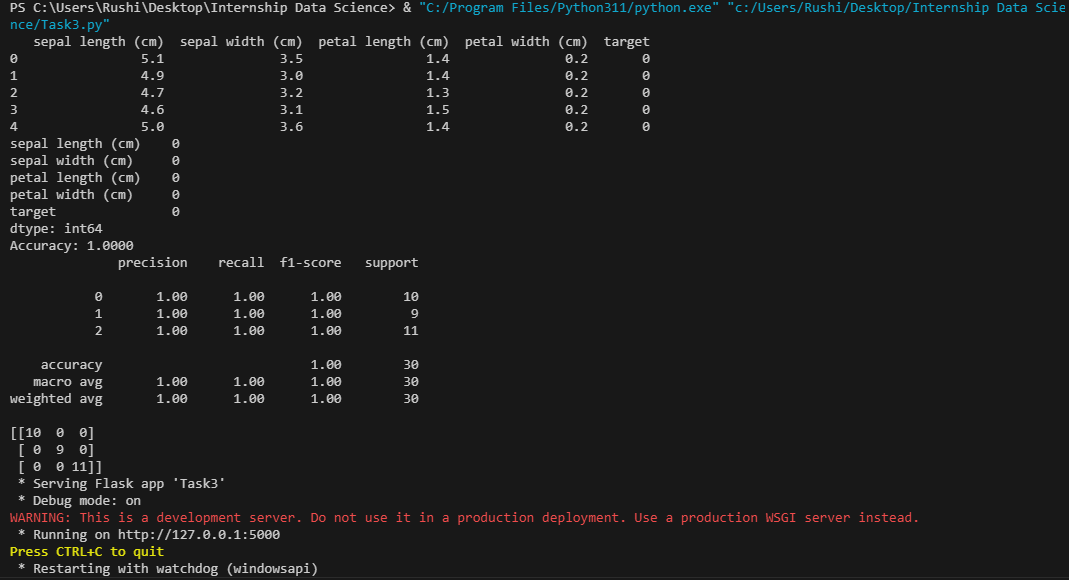 PS C:\Users\Rushi\Desktop\Internship Data Science> & "C:/Program Files/Python311/python.exe" "c:/Users/Rushi/Desktop/Internship Data Scie
nce/Task3.py"
   sepal length (cm)  sepal width (cm)  petal length (cm)  petal width (cm)  target
0                5.1               3.5                1.4               0.2       0
1                4.9               3.0                1.4               0.2       0
2                4.7               3.2                1.3               0.2       0
3                4.6               3.1                1.5               0.2       0
4                5.0               3.6                1.4               0.2       0
sepal length (cm)    0
sepal width (cm)     0
petal length (cm)    0
petal width (cm)     0
target               0
dtype: int64
Accuracy: 1.0000
              precision    recall  f1-score   support

           0       1.00      1.00      1.00        10
           1       1.00      1.00      1.00         9
           2       1.00      1.00      1.00        11

    accuracy                           1.00        30
   macro avg       1.00      1.00      1.00        30
weighted avg       1.00      1.00      1.00        30

[[10  0  0]
 [ 0  9  0]
 [ 0  0 11]]
 * Serving Flask app 'Task3'
 * Debug mode: on
WARNING: This is a development server. Do not use it in a production deployment. Use a production WSGI server instead.
 * Running on http://127.0.0.1:5000
Press CTRL+C to quit
 * Restarting with watchdog (windowsapi)